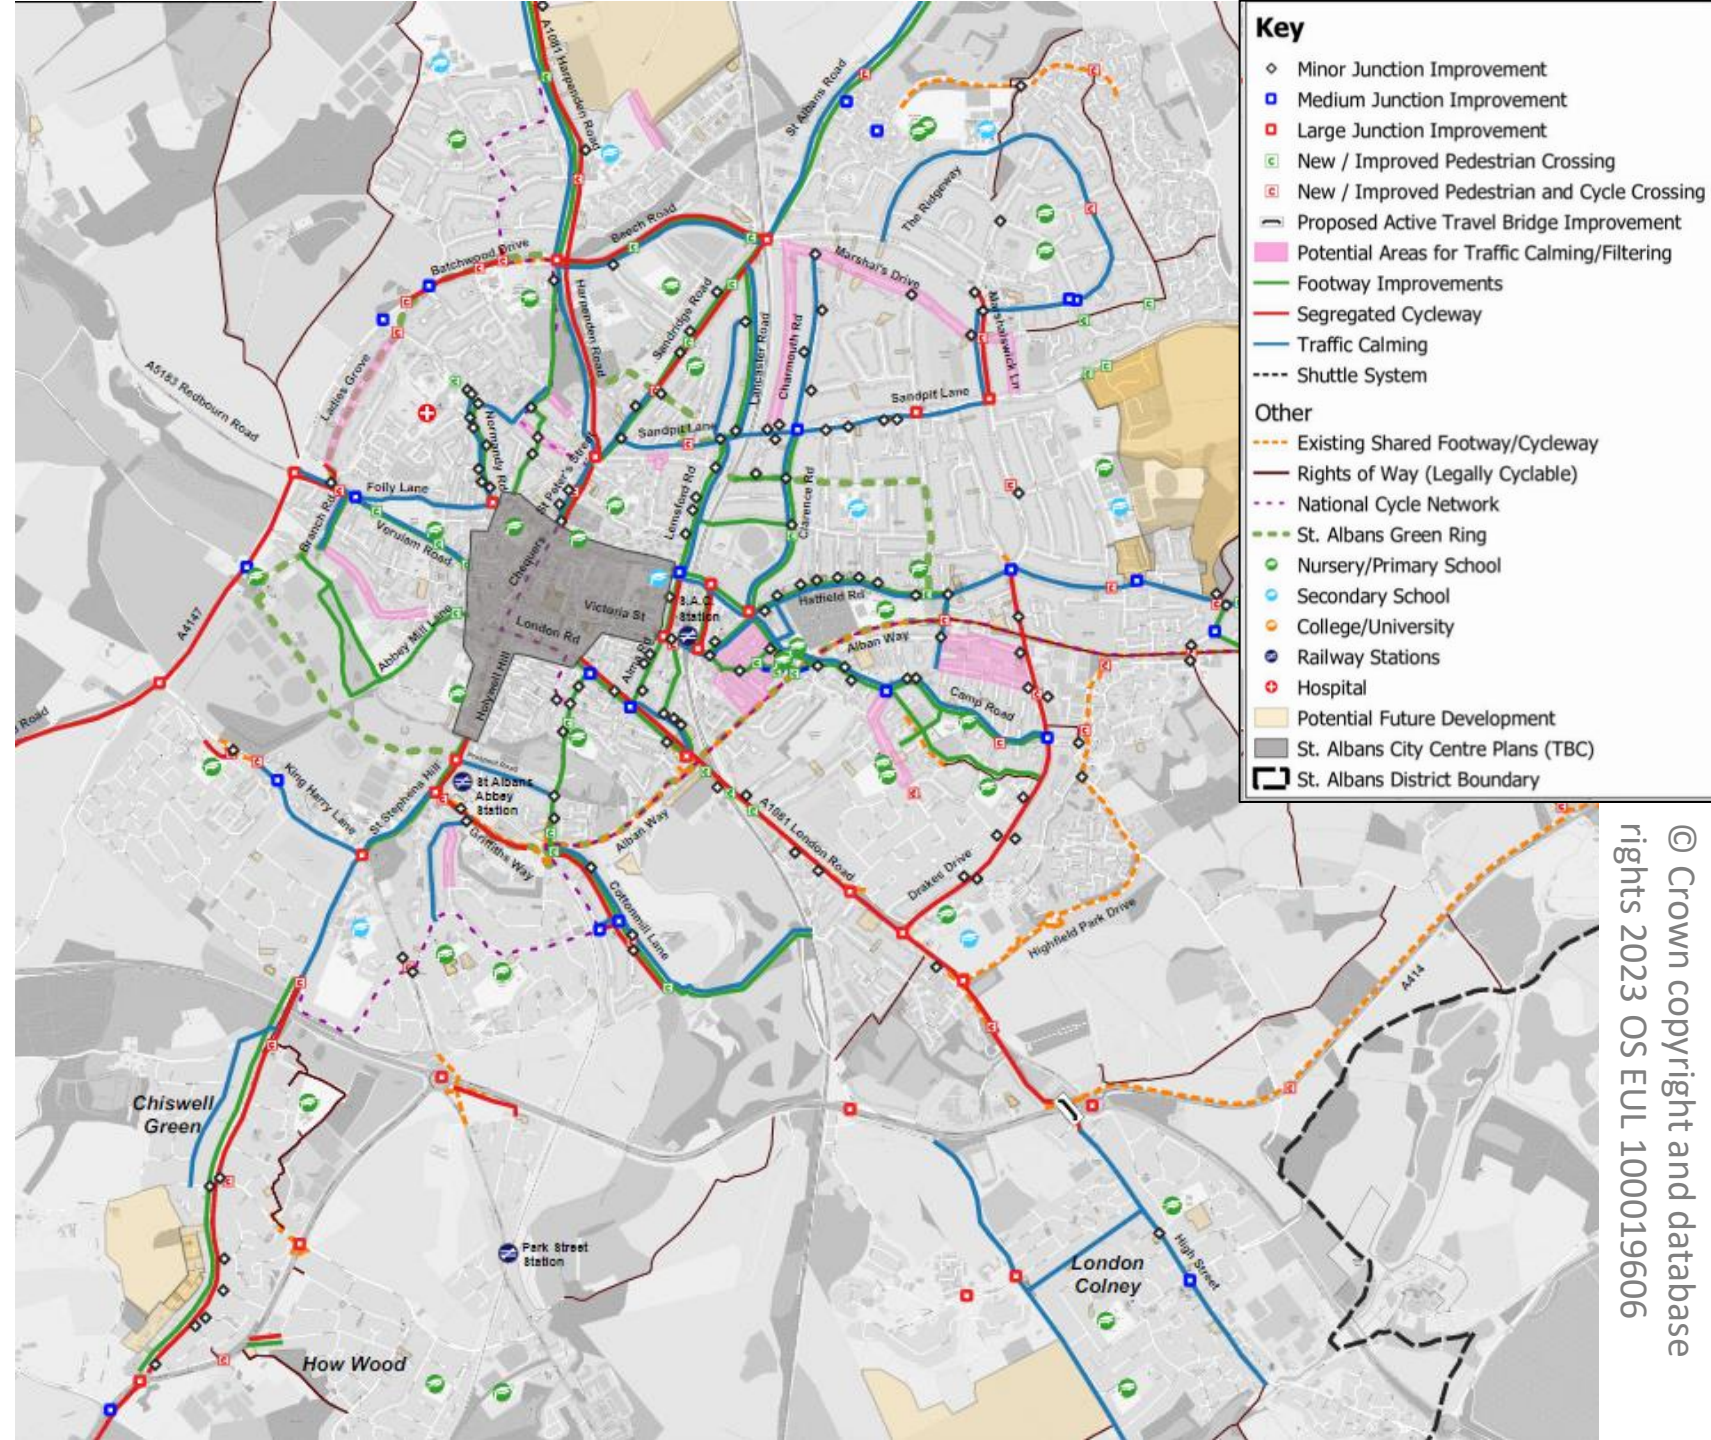 Key
Minor Junction Improvement
Medium Junction Improvement
Large Junction Improvement
New / Improved Pedestrian Crossing
New / Improved Pedestrian and Cycle Crossing
Proposed Active Travel Bridge Improvement
Potential Areas for Traffic Calming/Filtering
Footway Improvements
Segregated Cycleway
Traffic Calming
Shuttle System
Other
Existing Shared Footway/Cycleway
Rights of Way (Legally Cyclable)
National Cycle Network
St. Albans Green Ring
Nursery/Primary School
Secondary School
College/University
Railway Stations
Hospital
Potential Future Development
St. Albans City Centre Plans (TBC)
St. Albans District Boundary
A1081 Harpenden Road
St Albans Road
The Ridgeway
Beech Road
Batchwood Drive
Marshal's Drive
Harpenden Road
Sandridge Road
Lancaster Road
Charmouth Rd
Marshalswick Ln
Ladies Grove
A5183 Redbourn Road
Sandpit Lane
Sandpit Lane
Normandy Rd
St Peter's Street
Folly Lane
Branch Rd
Verulam Road
Lemsford Rd
Clarence Rd
Chequers
Victoria St
London Rd
Hatfield Rd
Station
A4147
Abbey Mill Lane
Alma Rd
Alban Way
Holywell Hill
Camp Road
Road
King Harry Lane
St Stephens Hill
St Albans
Abbey
Station
Griffiths Way
Alban Way
A1081 London Road
Drakes Drive
Cottonmill Lane
Highfield Park Drive
A414
Chiswell
Green
Park Street
Station
London
Colney
High Street
How Wood
© Crown copyright and database
rights 2023 OS EUL 100019606